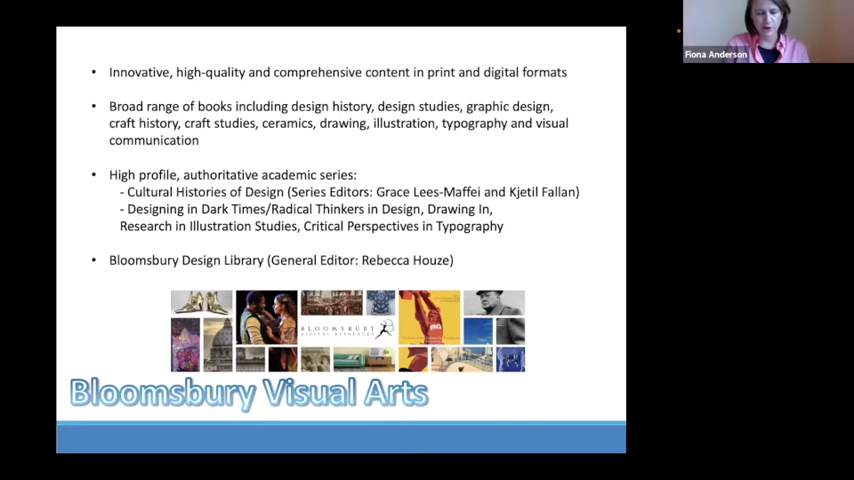 Fiona Anderson
• Innovative, high-quality and comprehensive content in print and digital formats
• Broad range of books including design history, design studies, graphic design,
craft history, craft studies, ceramics, drawing, illustration, typography and visual
communication
• High profile, authoritative academic series:
- Cultural Histories of Design (Series Editors: Grace Lees-Maffei and Kjetil Fallan)
- Designing in Dark Times/Radical Thinkers in Design, Drawing In,
Research in Illustration Studies, Critical Perspectives in Typography
• Bloomsbury Design Library (General Editor: Rebecca Houze)
BLOOMSBURY
DIGITAL RESOURCES
Bloomsbury Visual Arts